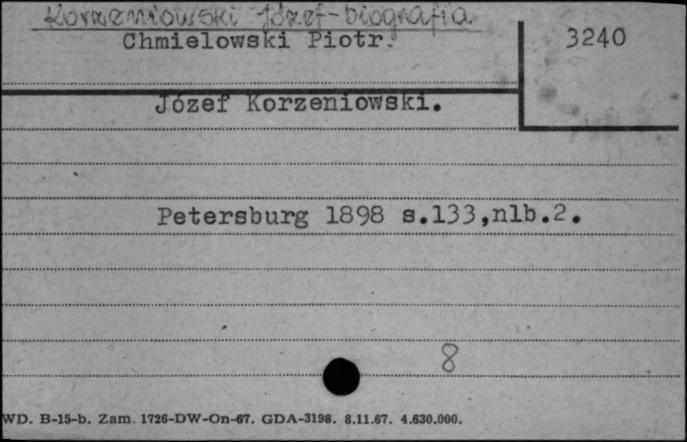 Korzeniowski Józef-biografia
Chmielowski Piotr.
3240
Józef Korzeniowski.
Petersburg 1898 s.133,nlb.2.
8
WD. B-15-b. Zam. 1726-DW-On-67. GDA-3198. 8.11.67. 4.630.000.